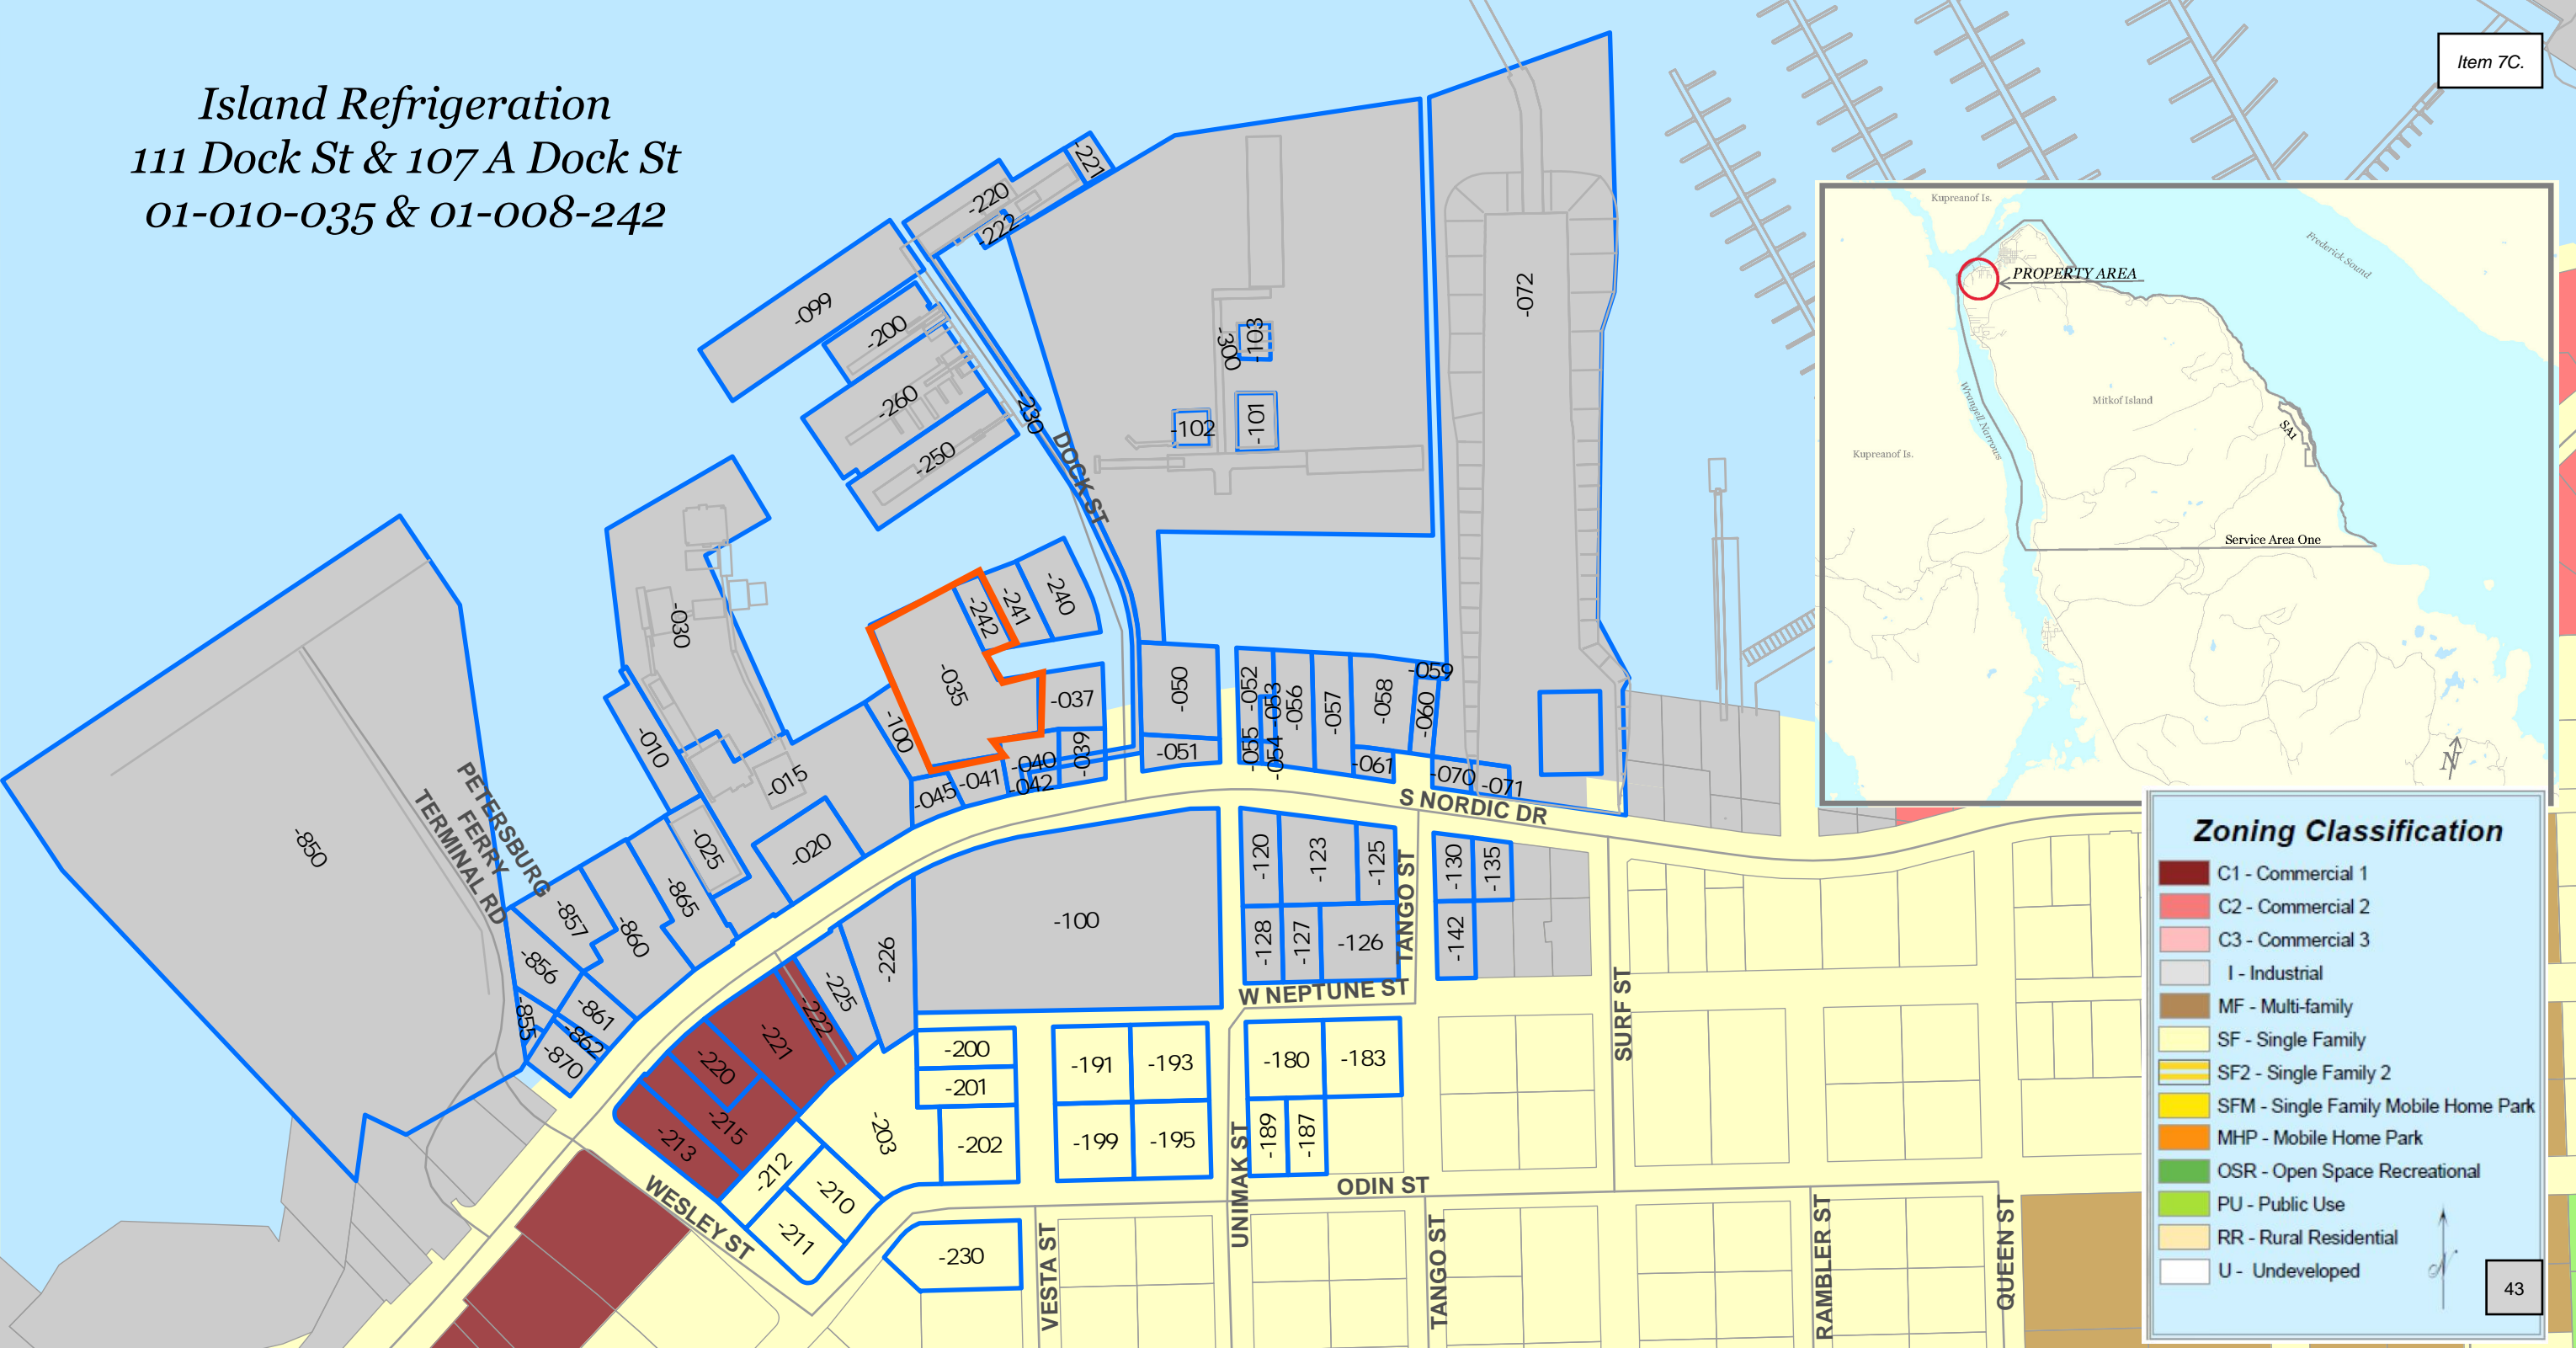 Item 7C.
Island Refrigeration
111 Dock St & 107 A Dock St
01-010-035 & 01-008-242
-221
-220
-222
-099
-200
-260
-250
-230
DOCK ST
-300
-103
-101
-102
-072
-030
-240
-241
-242
-035
-037
-100
-039
-040
-041
-042
-045
-050
-051
-052
-053
-054
-055
-056
-057
-058
-059
-060
-061
-070
-071
S NORDIC DR
-010
-015
-020
-025
-850
PETERSBURG
FERRY
TERMINAL RD
-865
-860
-857
-856
-855
-861
-862
-870
-226
-225
-222
-221
-220
-215
-213
-212
-210
-211
-203
-100
-200
-201
-202
-230
-191
-193
-199
-195
-120
-123
-125
-128
-127
-126
-130
-135
-142
TANGO ST
W NEPTUNE ST
-180
-183
-189
-187
SURF ST
UNIMAK ST
ODIN ST
WESLEY ST
VESTA ST
TANGO ST
RAMBLER ST
QUEEN ST
Kupreanof Is.
Frederick Sound
PROPERTY AREA
Mitkof Island
Wrangell Narrows
Kupreanof Is.
SA1
Service Area One
N
Zoning Classification
C1 - Commercial 1
C2 - Commercial 2
C3 - Commercial 3
I - Industrial
MF - Multi-family
SF - Single Family
SF2 - Single Family 2
SFM - Single Family Mobile Home Park
MHP - Mobile Home Park
OSR - Open Space Recreational
PU - Public Use
RR - Rural Residential
U - Undeveloped
N
43